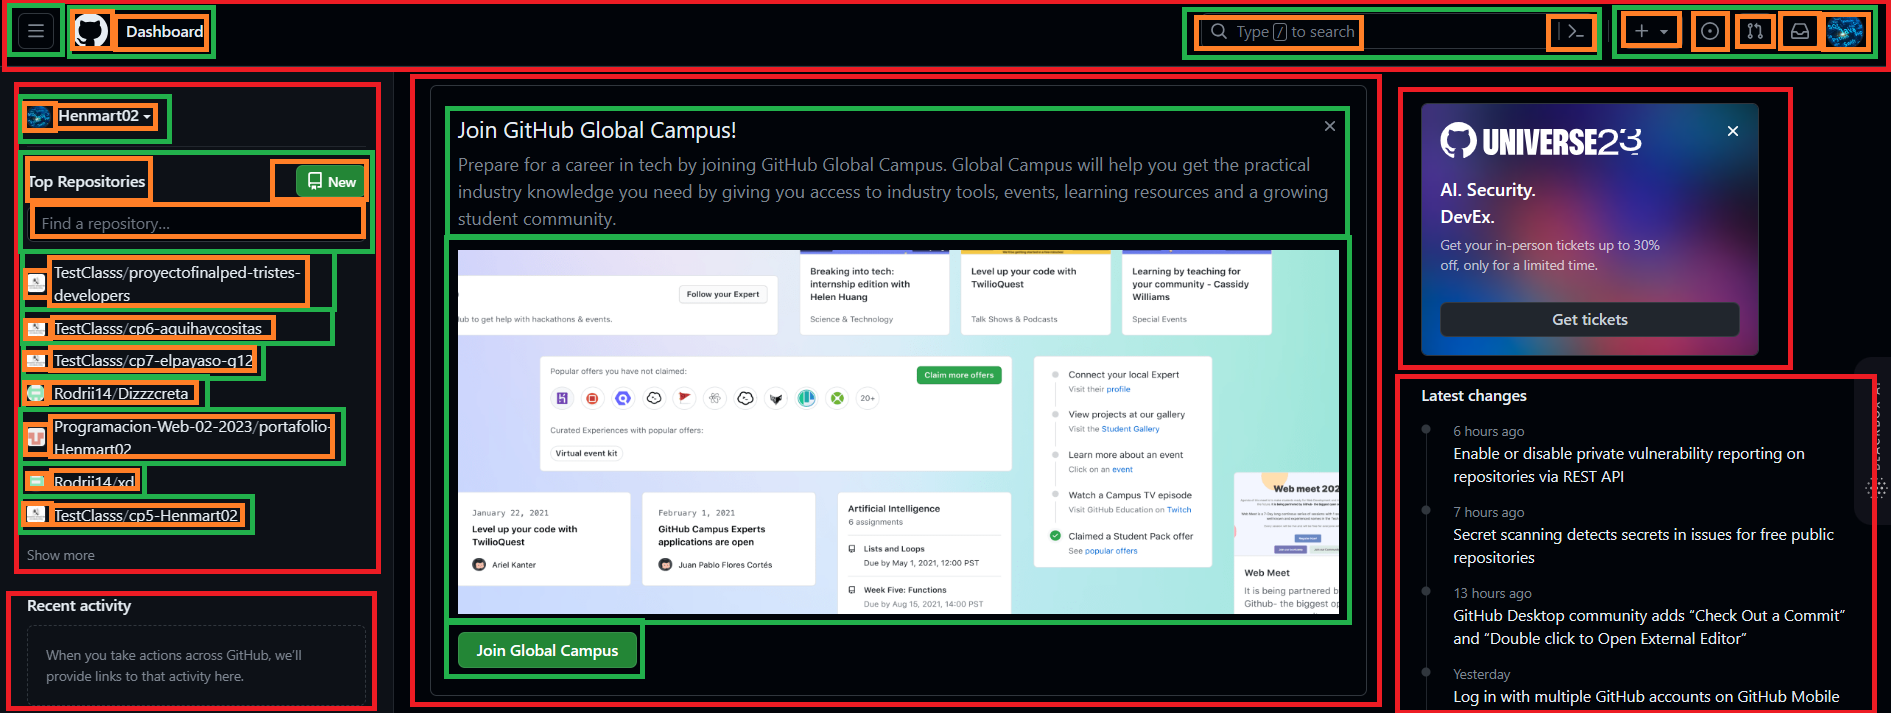 Dashboard
Type / to search
Henmart02
Top Repositories
New
Find a repository...
TestClasss/proyectofinalped-tristes-
developers
TestClasss/cp6-aquihaycositas
TestClasss/cp7-elpayaso-g12
Rodrii14/Dizzzcreta
Programacion-Web-02-2023/portafolio-
Henmart02
Rodrii14/xd
TestClasss/cp5-Henmart02
Show more
Recent activity
When you take actions across GitHub, we'll
provide links to that activity here.
Join GitHub Global Campus!
Prepare for a career in tech by joining GitHub Global Campus. Global Campus will help you get the practical
industry knowledge you need by giving you access to industry tools, events, learning resources and a growing
student community.
Follow your Expert
ub to get help with hackathons & events.
Breaking into tech:
internship edition with
Helen Huang
Science & Technology
Level up your code with
TwilioQuest
Talk Shows & Podcasts
Learning by teaching for
your community - Cassidy
Williams
Special Events
Popular offers you have not claimed:
Claim more offers
20+
Curated Experiences with popular offers:
Virtual event kit
Connect your local Expert
Visit their profile
View projects at our gallery
Visit the Student Gallery
Learn more about an event
Click on an event
Watch a Campus TV episode
Visit GitHub Education on Twitch
Claimed a Student Pack offer
See popular offers
January 22, 2021
Level up your code with
TwilioQuest
Ariel Kanter
February 1, 2021
GitHub Campus Experts
applications are open
Juan Pablo Flores Cortés
Artificial Intelligence
6 assignments
Lists and Loops
Due by May 1, 2021, 12:00 PST
Week Five: Functions
Due by Aug 15, 2021, 14:00 PST
Web meet 202
Web Meet
It is being partnered b
Github- the biggest op
Join Global Campus
UNIVERSE23
AI. Security.
DevEx.
Get your in-person tickets up to 30%
off, only for a limited time.
Get tickets
Latest changes
6 hours ago
Enable or disable private vulnerability reporting on
repositories via REST API
7 hours ago
Secret scanning detects secrets in issues for free public
repositories
13 hours ago
GitHub Desktop community adds “Check Out a Commit”
and “Double click to Open External Editor”
Yesterday
Log in with multiple GitHub accounts on GitHub Mobile